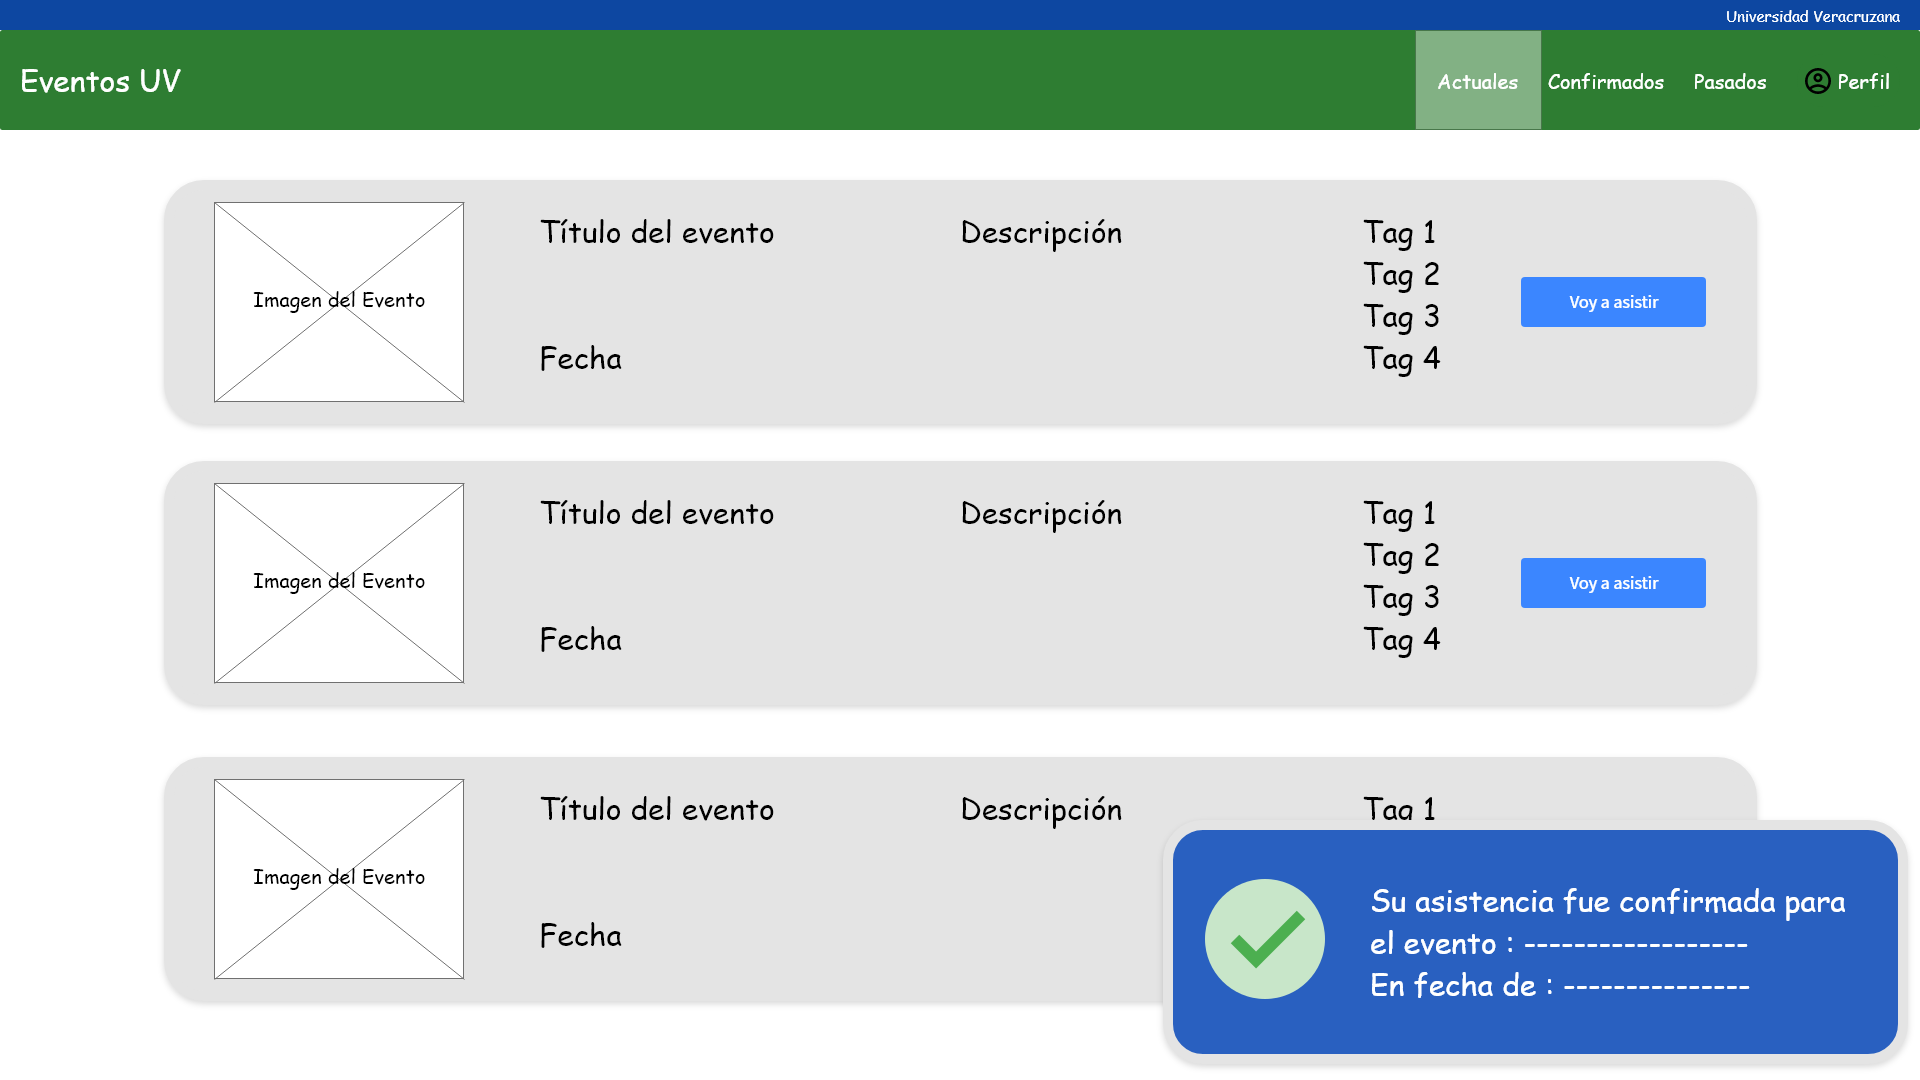 Universidad Veracruzana
Eventos UV
Actuales
Confirmados
Pasados
Perfil
Imagen del Evento
Título del evento
Fecha
Descripción
Tag 1
Tag 2
Tag 3
Tag 4
Voy a asistir
Imagen del Evento
Título del evento
Fecha
Descripción
Tag 1
Tag 2
Tag 3
Tag 4
Voy a asistir
Imagen del Evento
Título del evento
Fecha
Descripción
Tag 1
Su asistencia fue confirmada para
el evento : ------------------
En fecha de : ---------------